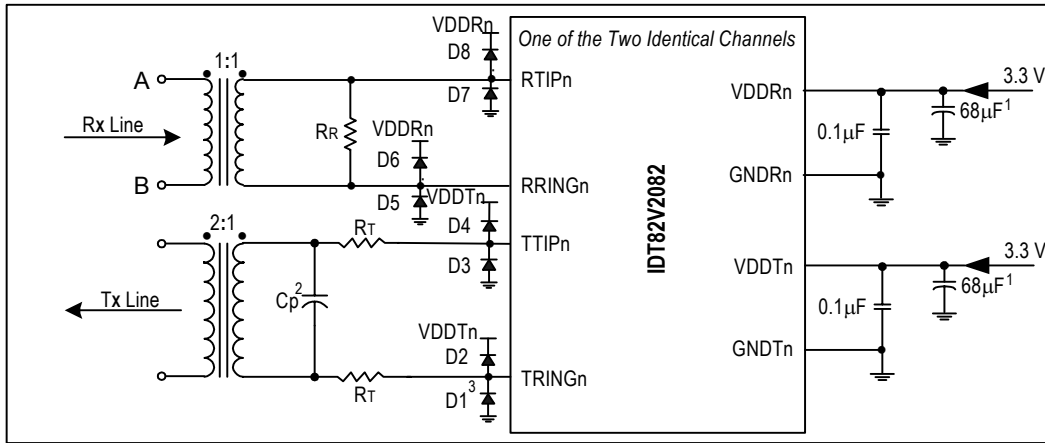 One of the Two Identical Channels
VDDRn
D8
D7
RTIPn
1:1
A
Rx Line
B
RR
VDDRn
D6
D5
RRINGn
2:1
RT
VDDTn
D4
D3
TTIPn
Tx Line
Cp2
VDDTn
D2
D13
RT
TRINGn
IDT82V2082
VDDRn
3.3 V
68µF1
0.1µF
GNDRn
VDDTn
3.3 V
68µF1
0.1µF
GNDTn